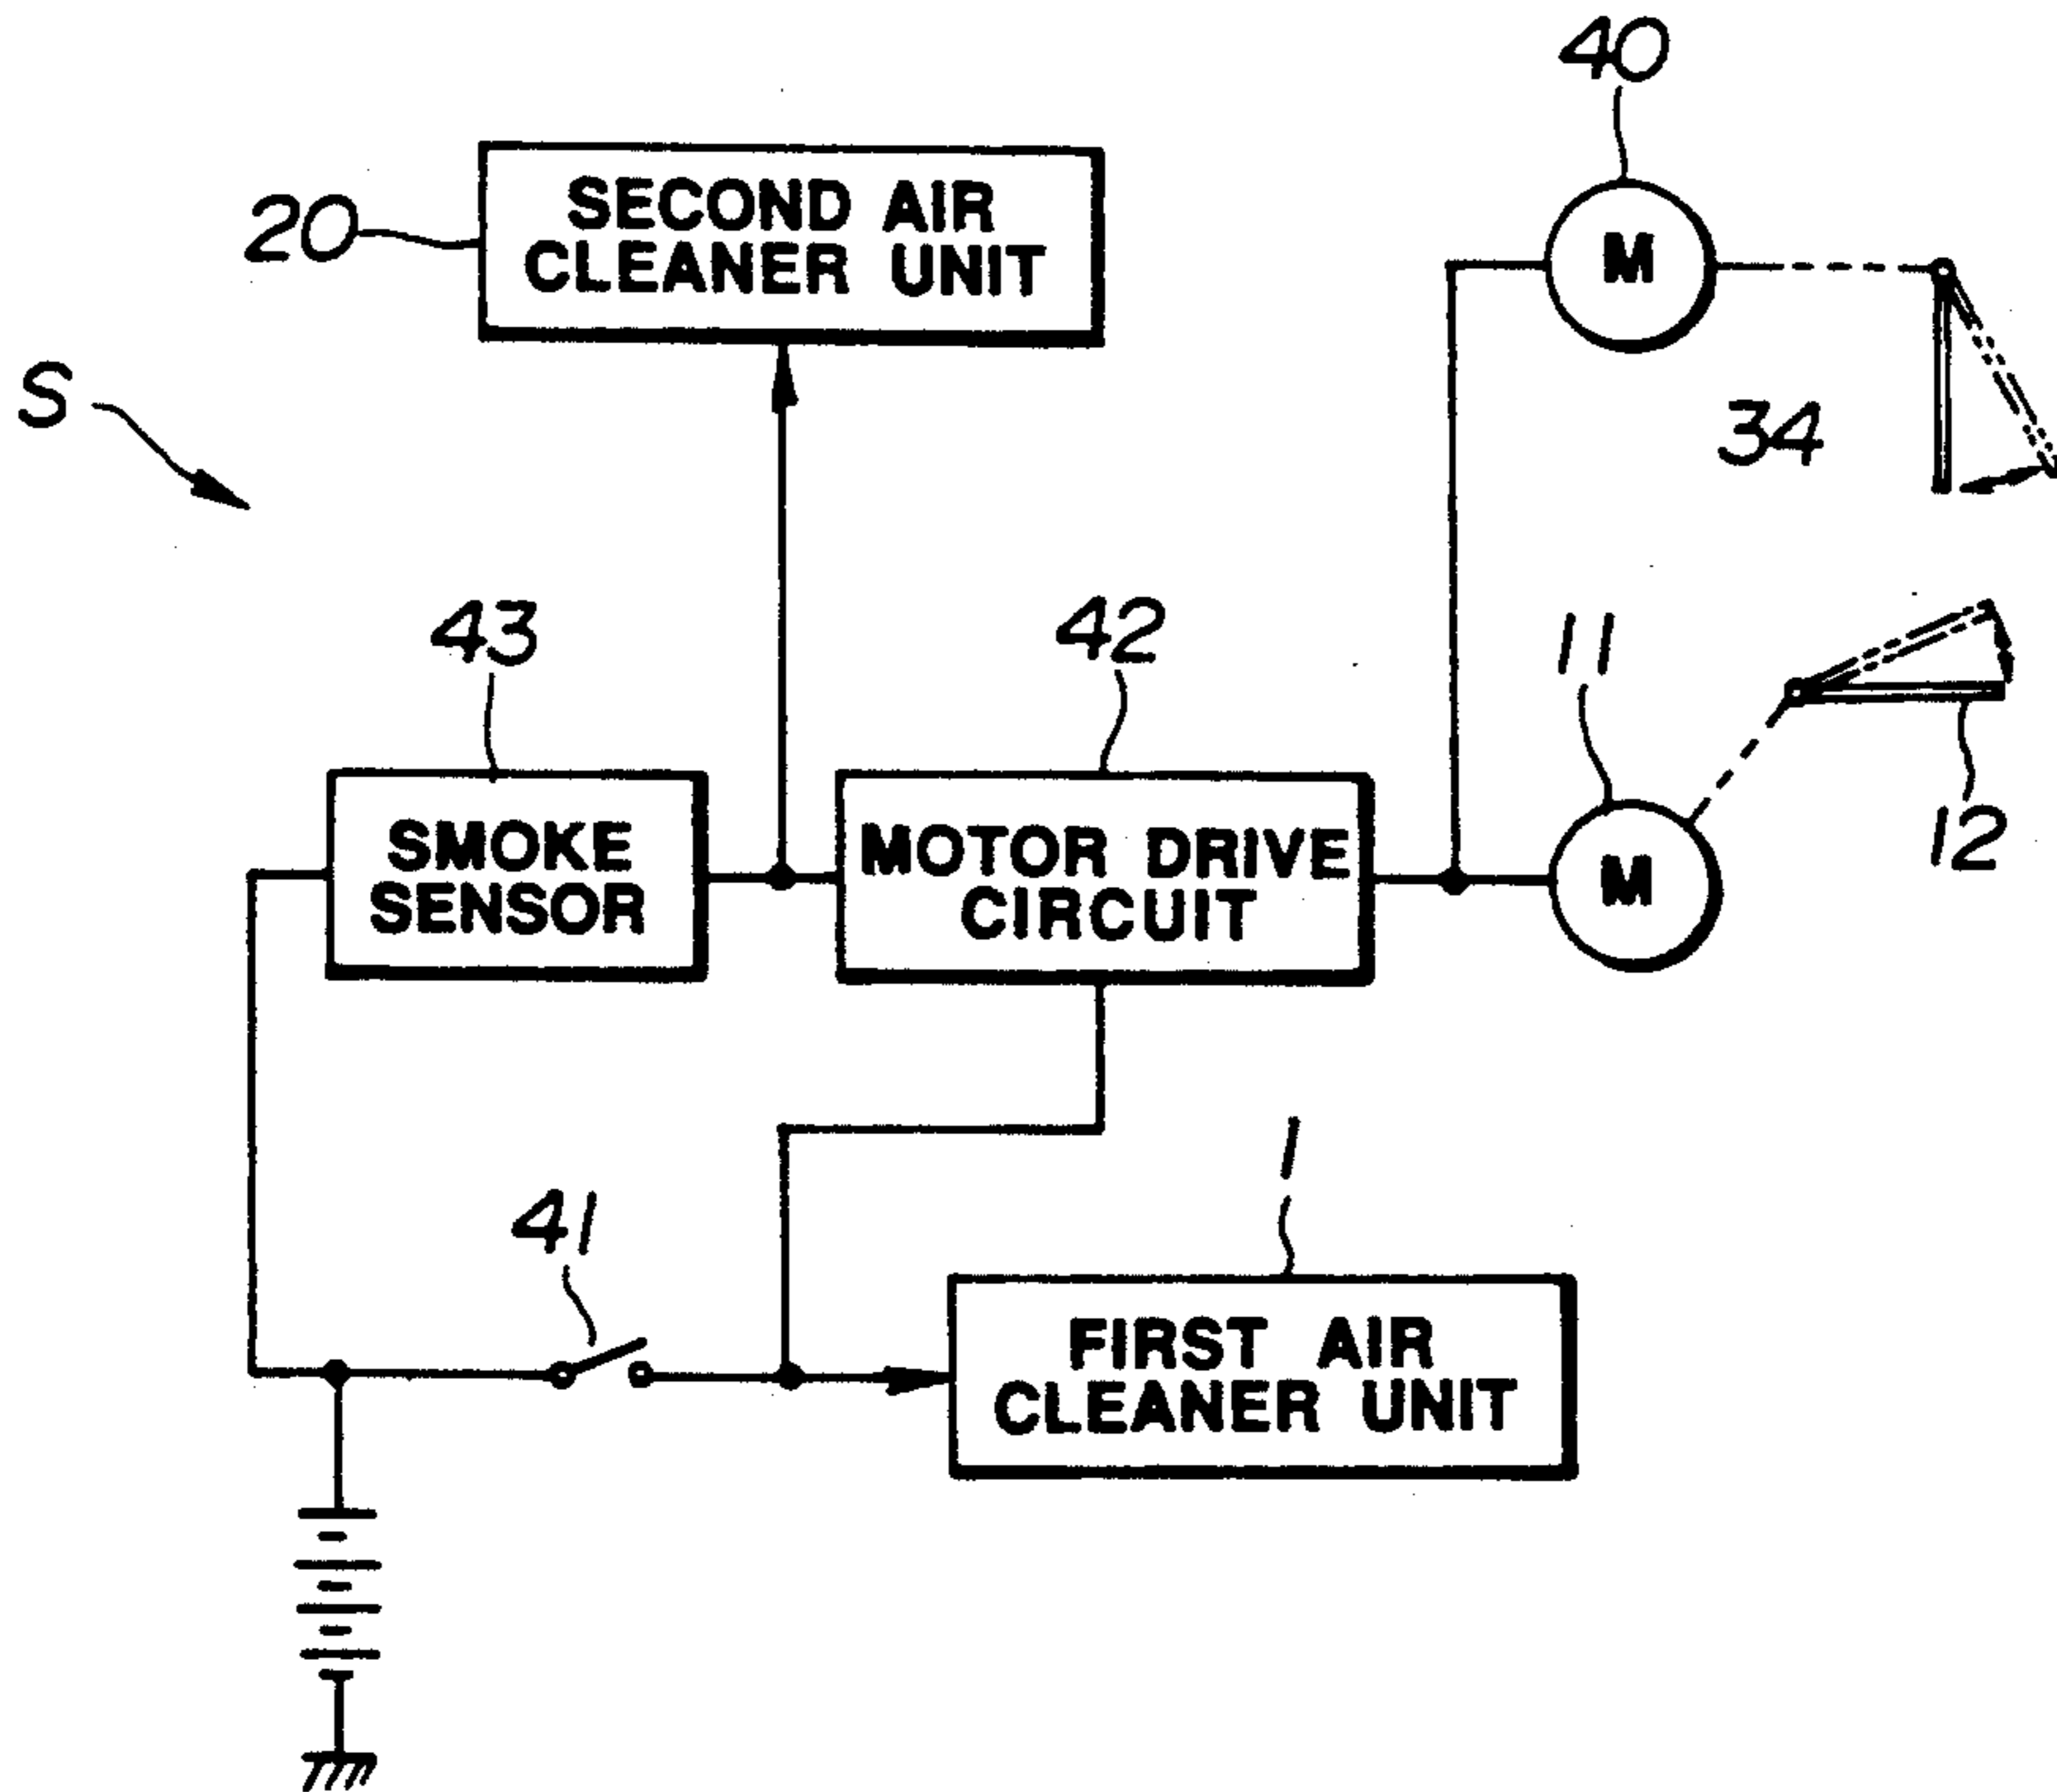 40
SECOND AIR
CLEANER UNIT
20
M
S
34
43
42
11
SMOKE
SENSOR
MOTOR DRIVE
CIRCUIT
M
12
41
1
FIRST AIR
CLEANER UNIT